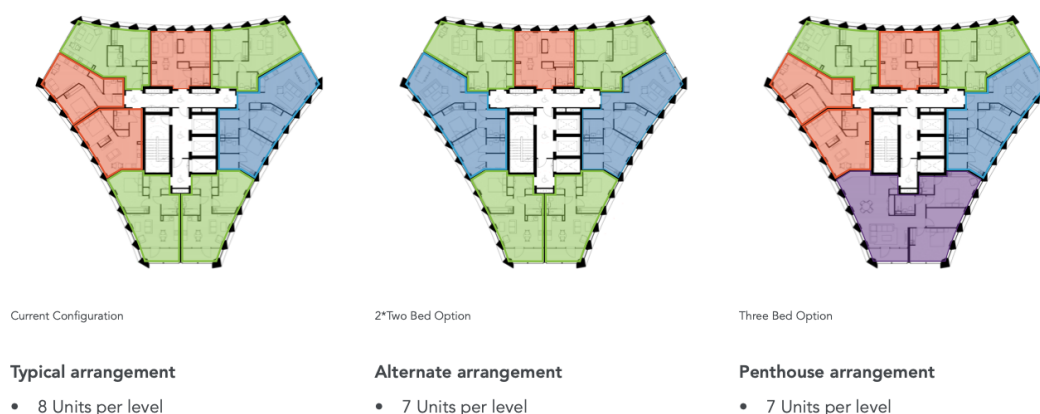 Current Configuration
2*Two Bed Option
Three Bed Option
Typical arrangement
Alternate arrangement
Penthouse arrangement
• 8 Units per level
• 7 Units per level
• 7 Units per level